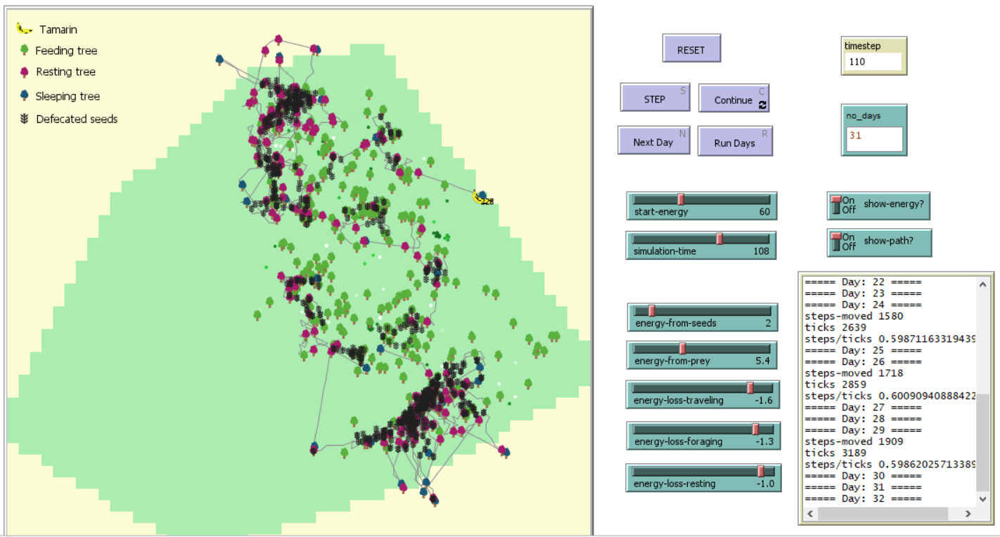 Tamarin
Feeding tree
Resting tree
Sleeping tree
Defecated seeds
228
RESET
timestep
110
STEP
S
Continue
C
no_days
31
Next Day
N
Run Days
R
start-energy 60
simulation-time 108
On
Off
show-energy?
On
Off
show-path?
energy-from-seeds 2
energy-from-prey 5.4
energy-loss-traveling -1.6
energy-loss-foraging -1.3
energy-loss-resting -1.0
===== Day: 22 =====
===== Day: 23 =====
===== Day: 24 =====
steps-moved 1580
ticks 2639
steps/ticks 0.59871163319439
===== Day: 25 =====
===== Day: 26 =====
steps-moved 1718
ticks 2859
steps/ticks 0.60090940888422
===== Day: 27 =====
===== Day: 28 =====
===== Day: 29 =====
steps-moved 1909
ticks 3189
steps/ticks 0.59862025713389
===== Day: 30 =====
===== Day: 31 =====
===== Day: 32 =====